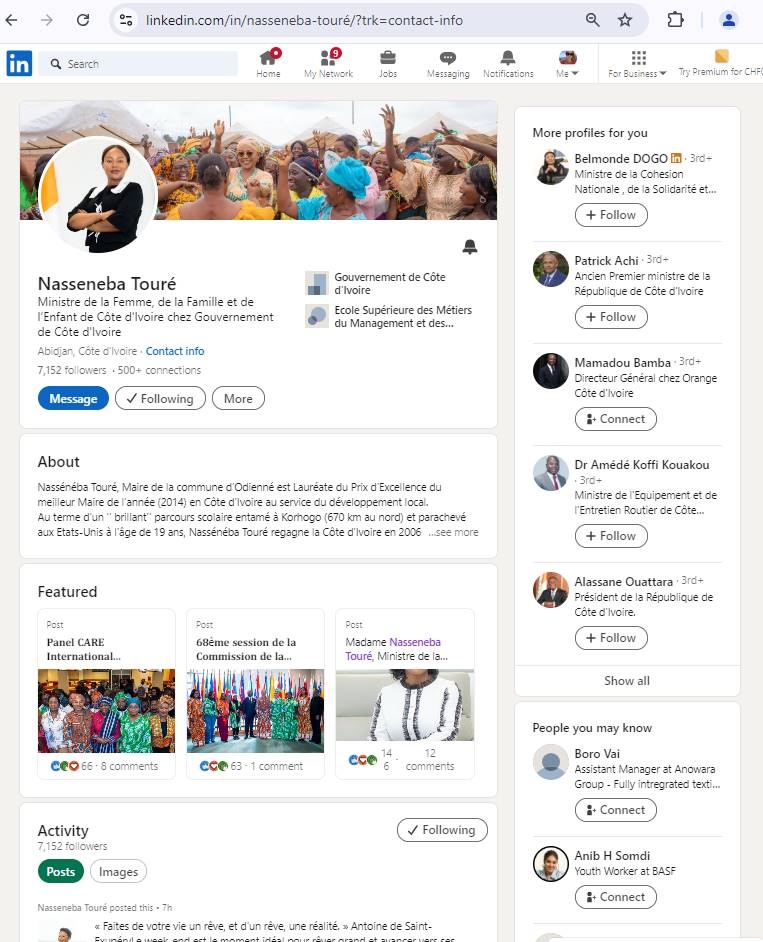 linkedin.com/in/nasseneba-touré/?trk=contact-info
in
Search
Home
9
My Network
Jobs
Messaging
Notifications
Me
For Business
Try Premium for CHF0
Nasseneba Touré
Ministre de la Femme, de la Famille et de
l'Enfant de Côte d'Ivoire chez Gouvernement
de Côte d'Ivoire
Abidjan, Côte d'Ivoire · Contact info
7,152 followers · 500+ connections
Message
Following
More
Gouvernement de Côte
d'Ivoire
Ecole Supérieure des Métiers
du Management et des...
About
Nassénéba Touré, Maire de la commune d'Odienné est Lauréate du Prix d'Excellence du
meilleur Maire de l'année (2014) en Côte d'Ivoire au service du développement local.
Au terme d'un '' brillant'' parcours scolaire entamé à Korhogo (670 km au nord) et parachevé
aux Etats-Unis à l'âge de 19 ans, Nassénéba Touré regagne la Côte d'Ivoire en 2006 ...see more
Featured
Post
Panel CARE
International...
66 · 8 comments
Post
68ème session de la
Commission de la...
63 · 1 comment
Post
Madame Nasseneba
Touré, Ministre de la...
14
6
·
12
comments
Activity
7,152 followers
Following
Posts
Images
Nasseneba Touré posted this • 7h
« Faites de votre vie un rêve, et d'un rêve, une réalité. » Antoine de Saint-
Exupéry! e week-end est le moment idéal pour rêver grand et avancer vers ses
More profiles for you
Belmonde DOGO in · 3rd+
Ministre de la Cohesion
Nationale , de la Solidarité et...
+ Follow
Patrick Achi · 3rd+
Ancien Premier ministre de la
République de Côte d'Ivoire
+ Follow
Mamadou Bamba · 3rd+
Directeur Général chez Orange
Côte d'Ivoire
Connect
Dr Amédé Koffi Kouakou
· 3rd+
Ministre de l'Equipement et de
l'Entretien Routier de Côte...
+ Follow
Alassane Ouattara · 3rd+
Président de la République de
Côte d'Ivoire.
+ Follow
Show all
People you may know
Boro Vai
Assistant Manager at Anowara
Group - Fully intregrated texti...
Connect
Anib H Somdi
Youth Worker at BASF
Connect